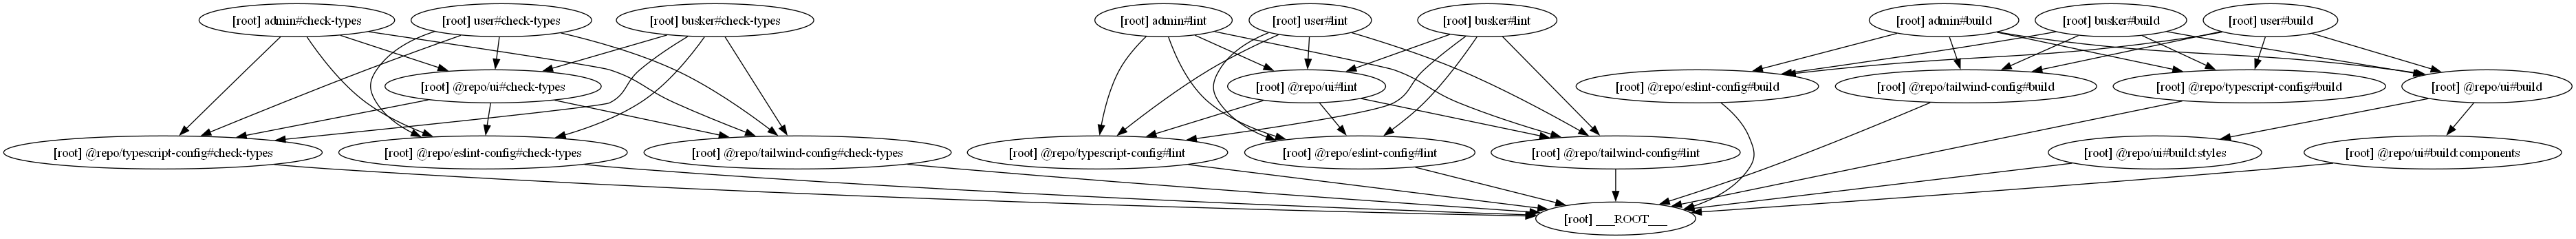 [root] admin#check-types
[root] user#check-types
[root] busker#check-types
[root] admin#lint
[root] user#lint
[root] busker#lint
[root] admin#build
[root] busker#build
[root] user#build
[root] @repo/ui#check-types
[root] @repo/ui#lint
[root] @repo/eslint-config#build
[root] @repo/tailwind-config#build
[root] @repo/typescript-config#build
[root] @repo/ui#build
[root] @repo/typescript-config#check-types
[root] @repo/eslint-config#check-types
[root] @repo/tailwind-config#check-types
[root] @repo/typescript-config#lint
[root] @repo/eslint-config#lint
[root] @repo/tailwind-config#lint
[root] @repo/ui#build:styles
[root] @repo/ui#build:components
[root] ___ROOT___